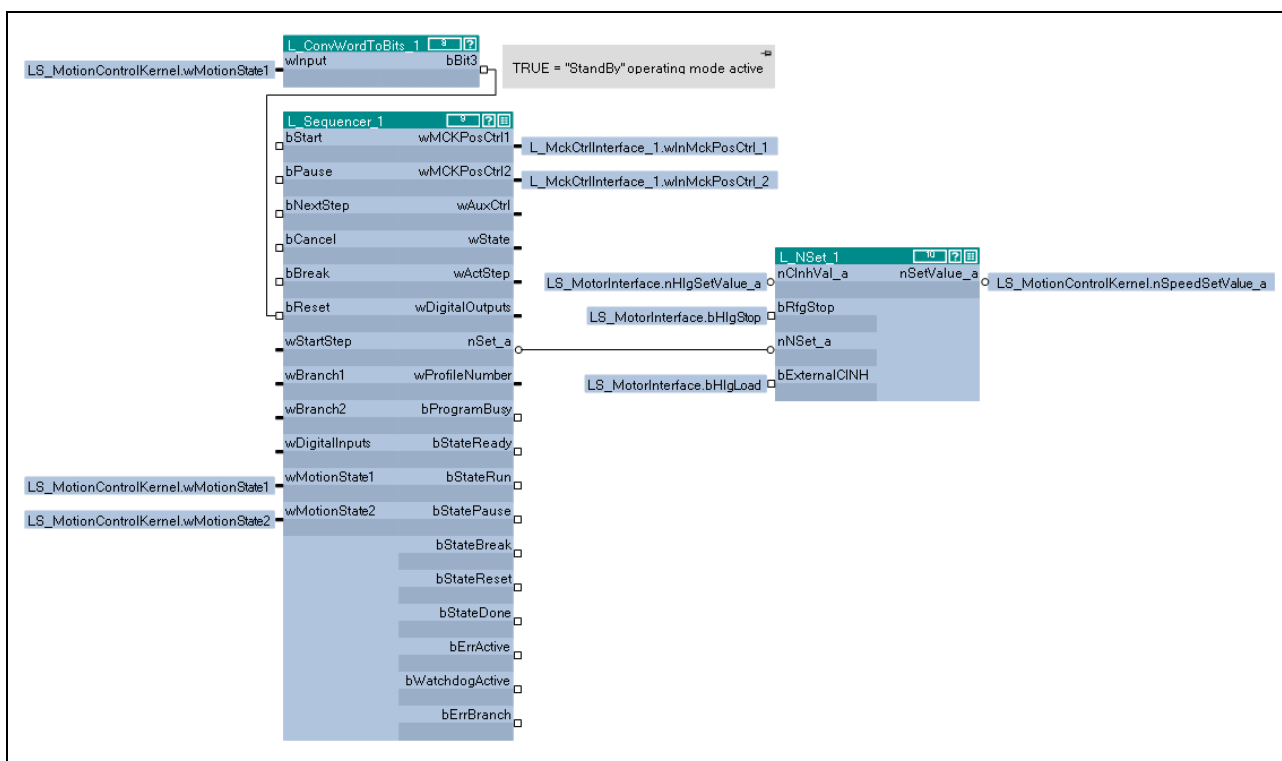 L_ConvWordToBits_1 8 ?
LS_MotionControlKernel.wMotionState1 wInput bBit3
TRUE = "StandBy" operating mode active
L_Sequencer_1 9 ?
bStart wMCKPosCtrl1 L_MckCtrlInterface_1.wInMckPosCtrl_1
bPause wMCKPosCtrl2 L_MckCtrlInterface_1.wInMckPosCtrl_2
bNextStep wAuxCtrl
bCancel wState
bBreak wActStep
bReset wDigitalOutputs
wStartStep nSet_a
wBranch1 wProfileNumber
wBranch2 bProgramBusy
wDigitalInputs bStateReady
LS_MotionControlKernel.wMotionState1 wMotionState1 bStateRun
LS_MotionControlKernel.wMotionState2 wMotionState2 bStatePause
bStateBreak
bStateReset
bStateDone
bErrActive
bWatchdogActive
bErrBranch
L_NSet_1 10 ?
LS_MotorInterface.nHlgSetValue_a nCInhVal_a nSetValue_a LS_MotionControlKernel.nSpeedSetValue_a
LS_MotorInterface.bHlgStop bRfgStop
nNSet_a
LS_MotorInterface.bHlgLoad bExternalCINH